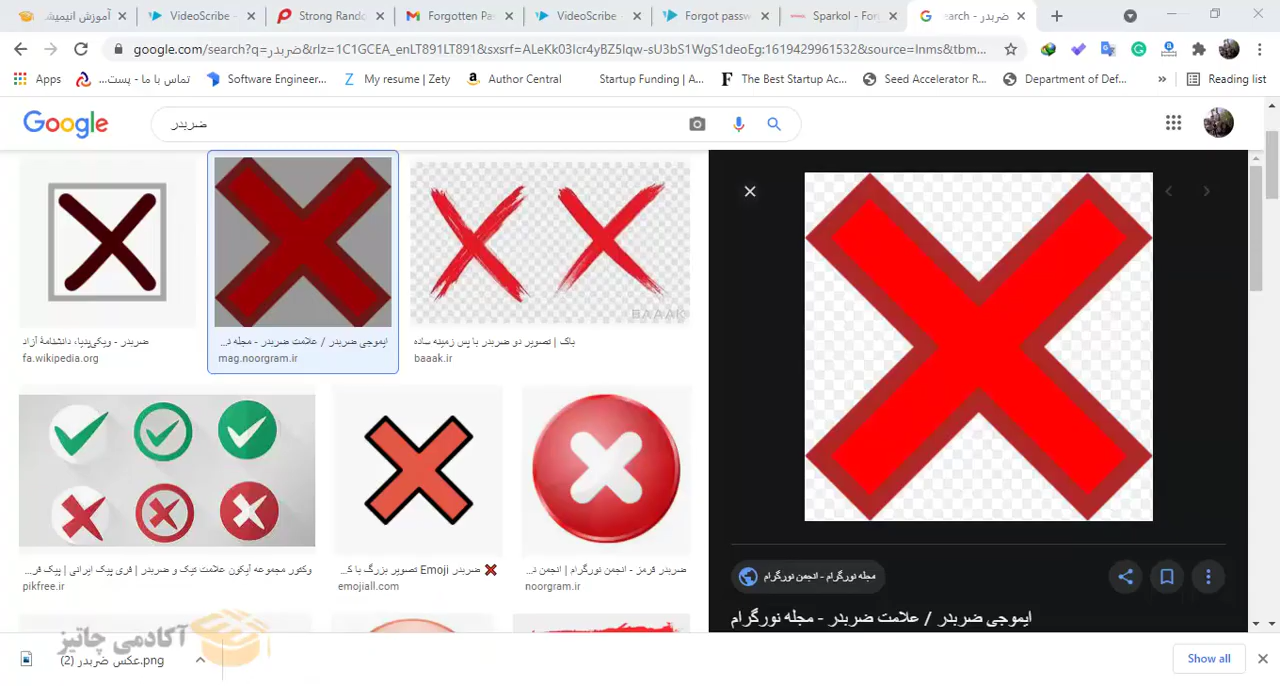 آموزش انیمیش
VideoScribe -
Strong Rando
Forgotten Pa
VideoScribe -
Forgot passw
Sparkol - For
ضربدر - earch
google.com/search?q=ضربدر&rlz=1C1GCEA_enLT891LT891&sxsrf=ALeKk03Icr4yBZ5Iqw-sU3bS1WgS1deoEg:1619429961532&source=lnms&tbm...
Apps
تماس با ما - پست...
Software Engineer...
My resume | Zety
Author Central
Startup Funding | A...
The Best Startup Ac...
Seed Accelerator R...
Department of Def...
»
Reading list
Google
ضربدر
BAAAK
ضربدر - ویکی‌پدیا، دانشنامهٔ آزاد
fa.wikipedia.org
ایموجی ضربدر / علامت ضربدر - مجله ن...
mag.noorgram.ir
باک | تصویر دو ضربدر با پس زمینه ساده
baaak.ir
وکتور مجموعه آیکون علامت تیک و ضربدر | فری پیک ایرانی | پیک فر...
pikfree.ir
❌ ضربدر Emoji تصویر بزرگ با ک...
emojiall.com
ضربدر قرمز - انجمن نورگرام | انجمن ن...
noorgram.ir
مجله نورگرام - انجمن نورگرام
ایموجی ضربدر / علامت ضربدر - مجله نورگرام
آکادمی چاتیز
عکس ضربدر (2).png
Show all